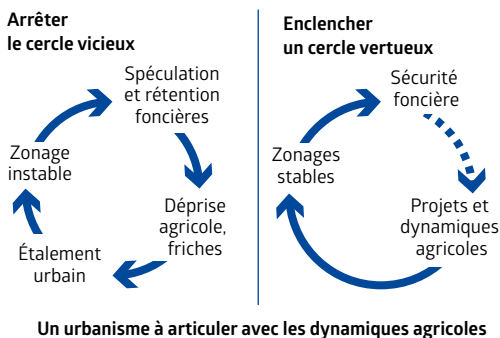 Arrêter
le cercle vicieux
Spéculation
et rétention
foncières
Déprise
agricole,
friches
Étalement
urbain
Zonage
instable
Enclencher
un cercle vertueux
Sécurité
foncière
Projets et
dynamiques
agricoles
Zonages
stables
Un urbanisme à articuler avec les dynamiques agricoles